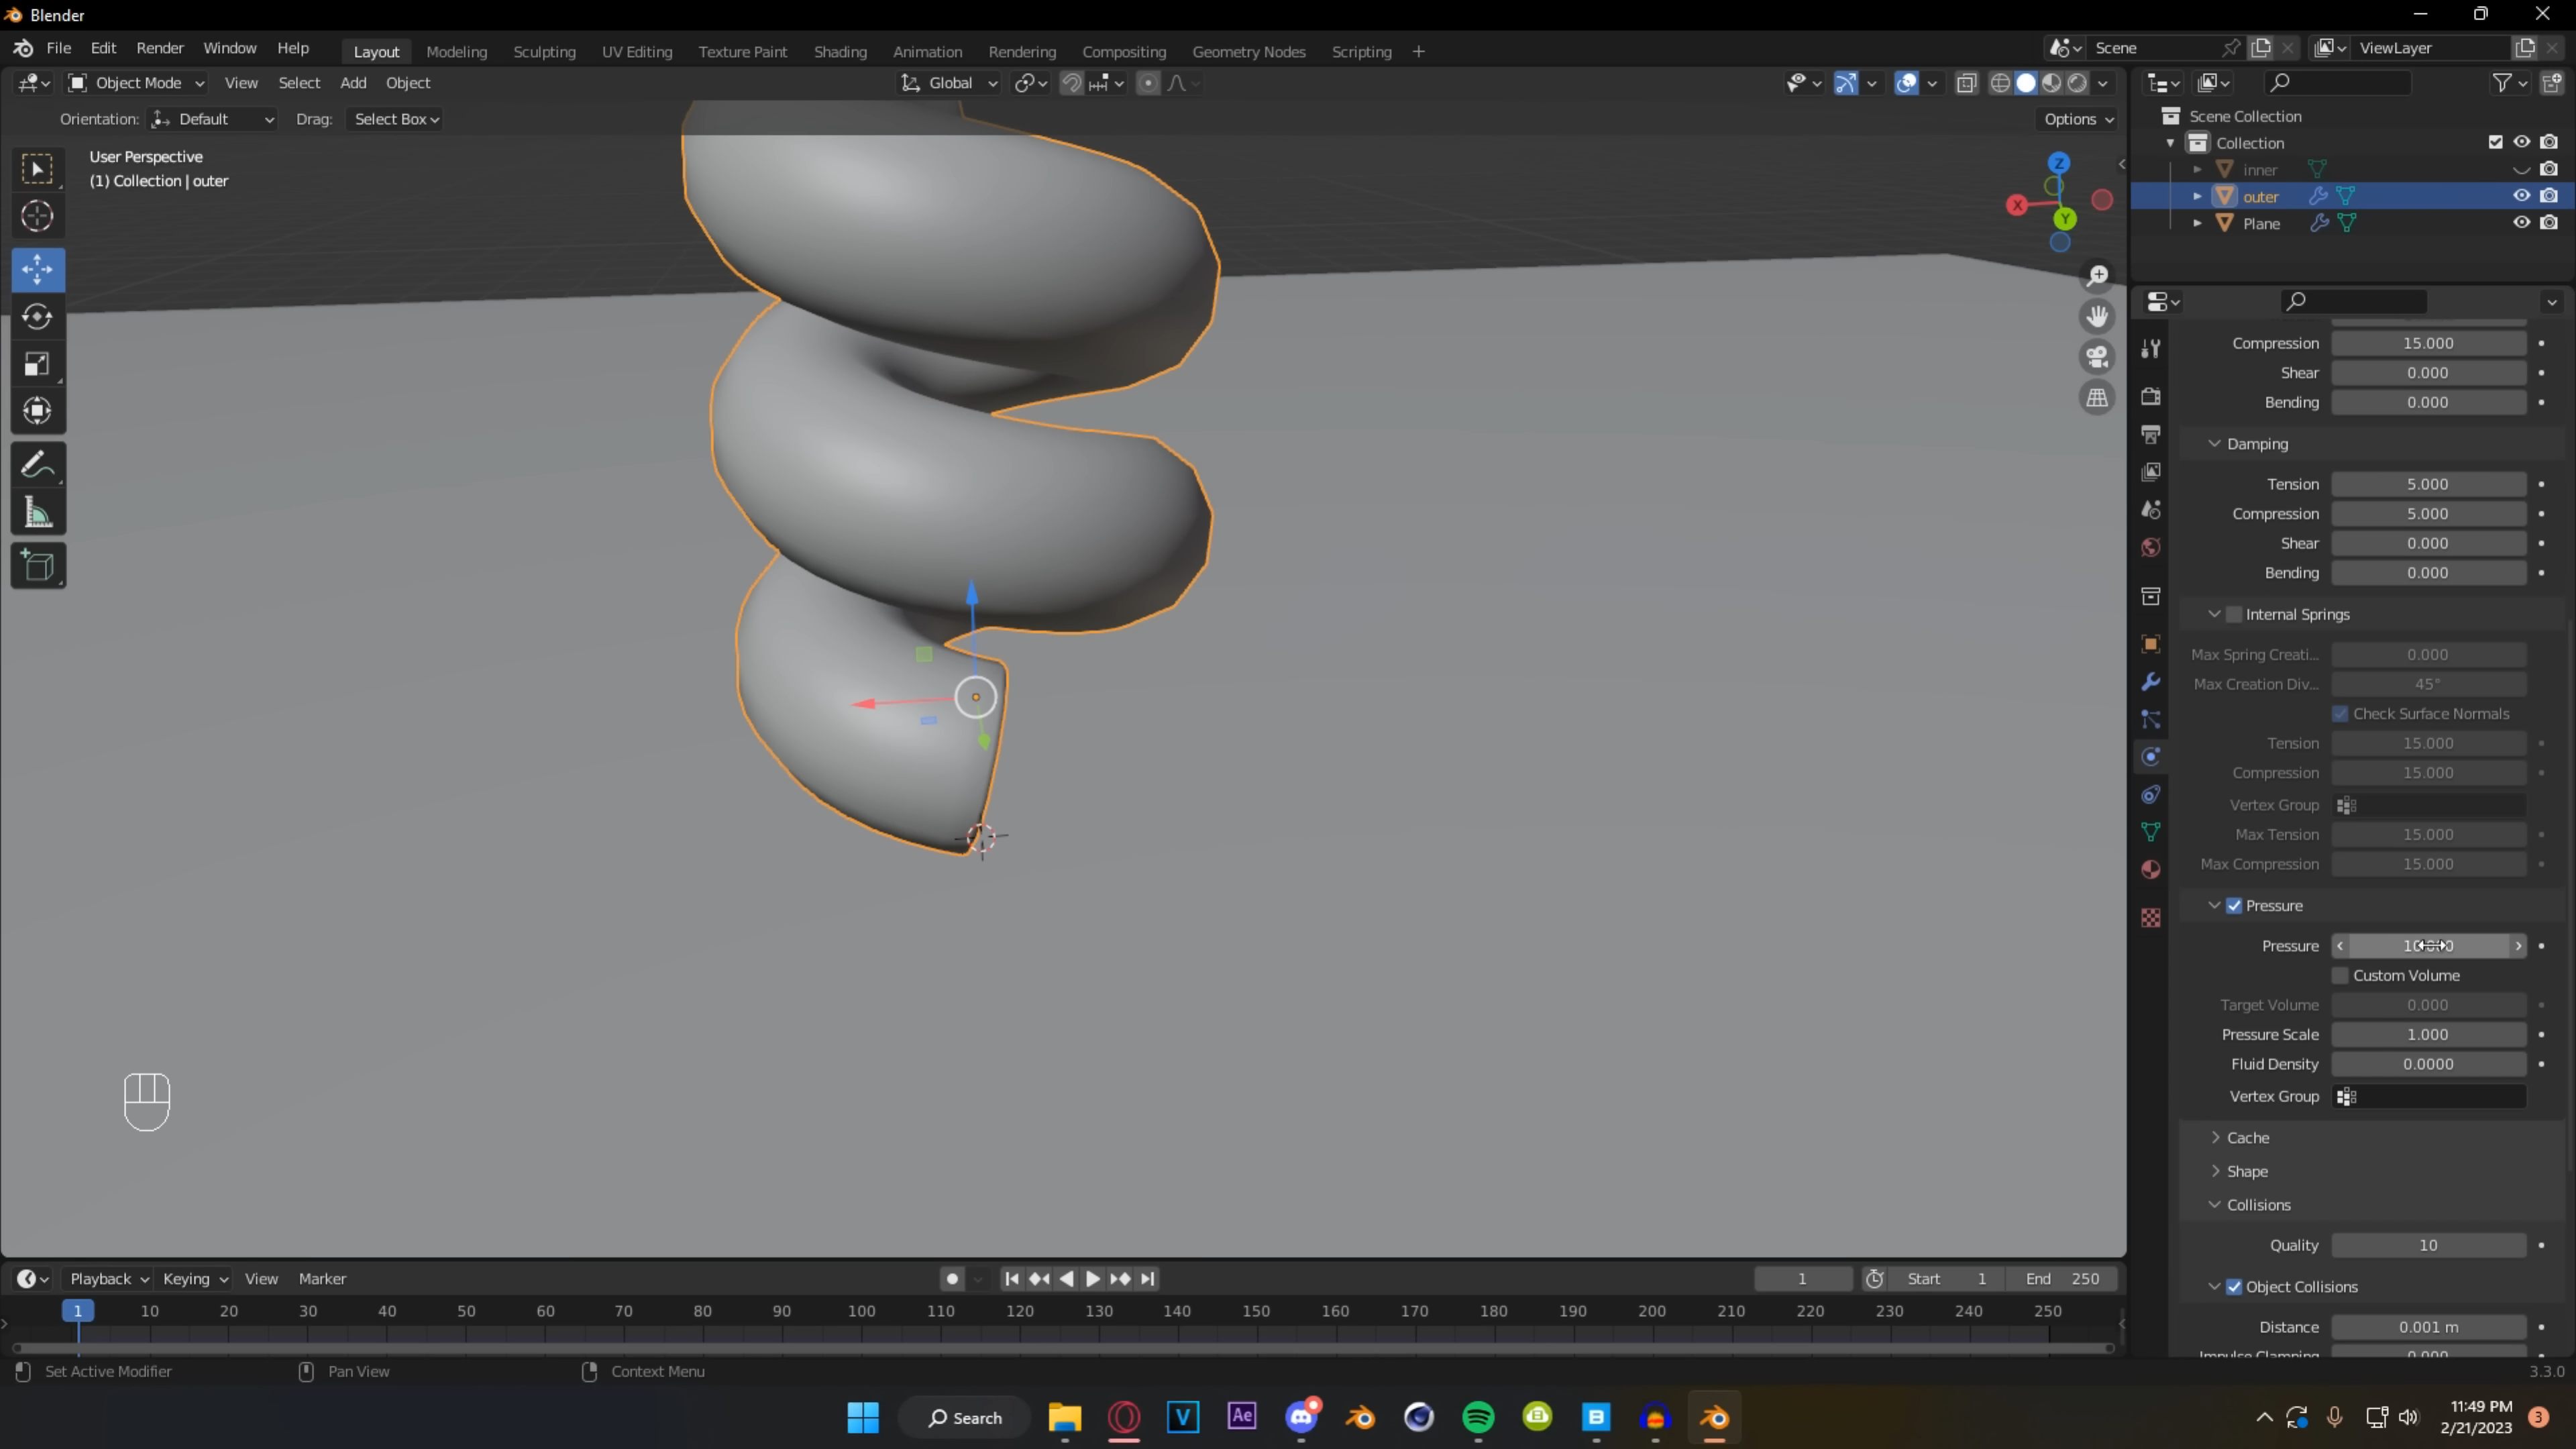 Blender
File Edit Render Window Help Layout Modeling Sculpting UV Editing Texture Paint Shading Animation Rendering Compositing Geometry Nodes Scripting + Scene ViewLayer
Object Mode View Select Add Object Global
Orientation: Default Drag: Select Box Options
User Perspective
(1) Collection | outer
Z
X
Y
Scene Collection
Collection
inner
outer
Plane
Compression 15.000
Shear 0.000
Bending 0.000
Damping
Tension 5.000
Compression 5.000
Shear 0.000
Bending 0.000
Internal Springs
Max Spring Creati... 0.000
Max Creation Div... 45°
Check Surface Normals
Tension 15.000
Compression 15.000
Vertex Group
Max Tension 15.000
Max Compression 15.000
Pressure
Pressure
Custom Volume
Target Volume 0.000
Pressure Scale 1.000
Fluid Density 0.0000
Vertex Group
Cache
Shape
Collisions
Quality 10
Object Collisions
Distance 0.001 m
Playback Keying View Marker 1 Start 1 End 250
1 10 20 30 40 50 60 70 80 90 100 110 120 130 140 150 160 170 180 190 200 210 220 230 240 250
Set Active Modifier Pan View Context Menu 3.3.0
Search V Ae B
11:49 PM
2/21/2023
3